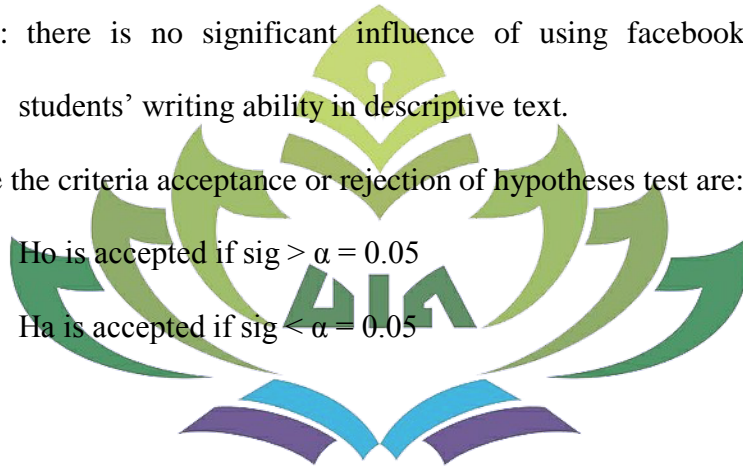 : there is no significant influence of using facebook
students’ writing ability in descriptive text.
the criteria acceptance or rejection of hypotheses test are:
Ho is accepted if sig > α = 0.05
Ha is accepted if sig < α = 0.05
UIN